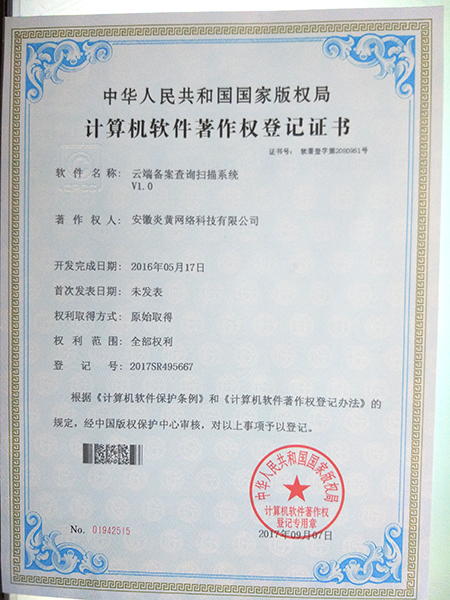 中华人民共和国国家版权局
计算机软件著作权登记证书
证书号： 软著登字第2080951号
软件名称： 云端备案查询扫描系统
V1.0
著作权人： 安徽炎黄网络科技有限公司
开发完成日期： 2016年05月17日
首次发表日期： 未发表
权利取得方式： 原始取得
权利范围： 全部权利
登记号： 2017SR495667
根据《计算机软件保护条例》和《计算机软件著作权登记办法》的
规定，经中国版权保护中心审核，对以上事项予以登记。
中华人民共和国国家版权局
计算机软件著作权
登记专用章
No. 01942515
2017年09月07日